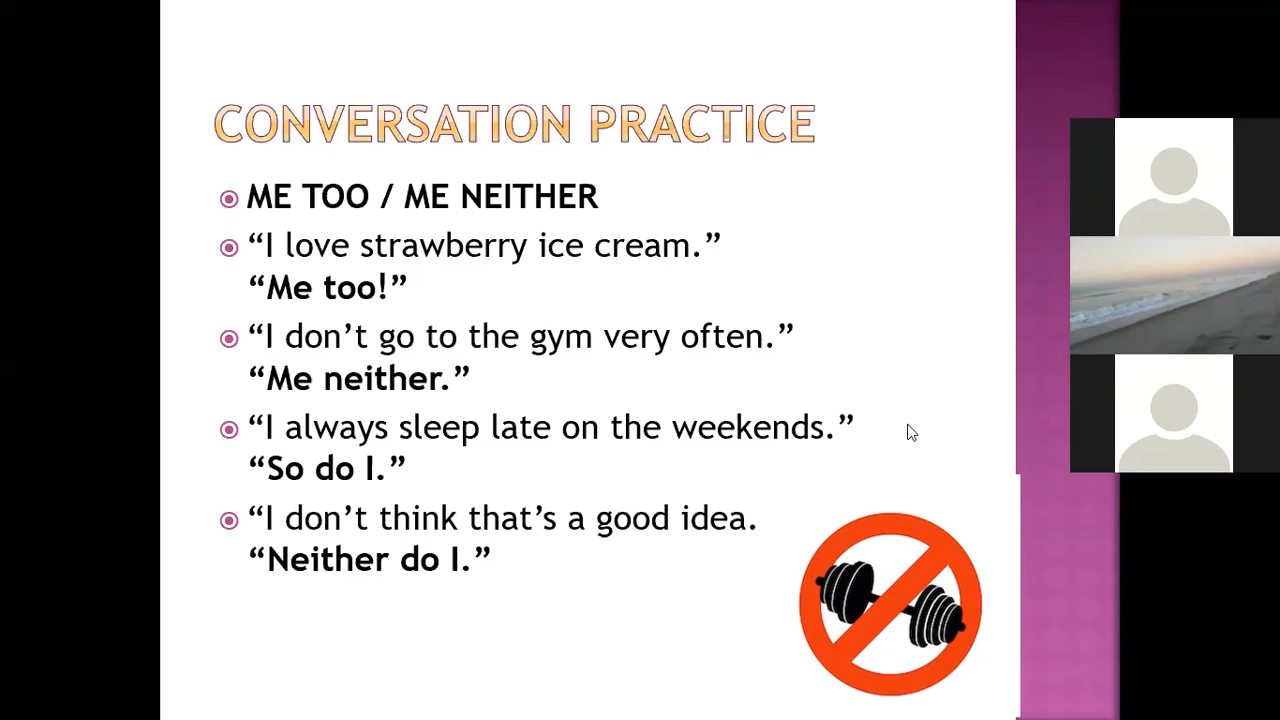 CONVERSATION PRACTICE
ME TOO / ME NEITHER
“I love strawberry ice cream.”
“Me too!”
“I don’t go to the gym very often.”
“Me neither.”
“I always sleep late on the weekends.”
“So do I.”
“I don’t think that’s a good idea.
“Neither do I.”